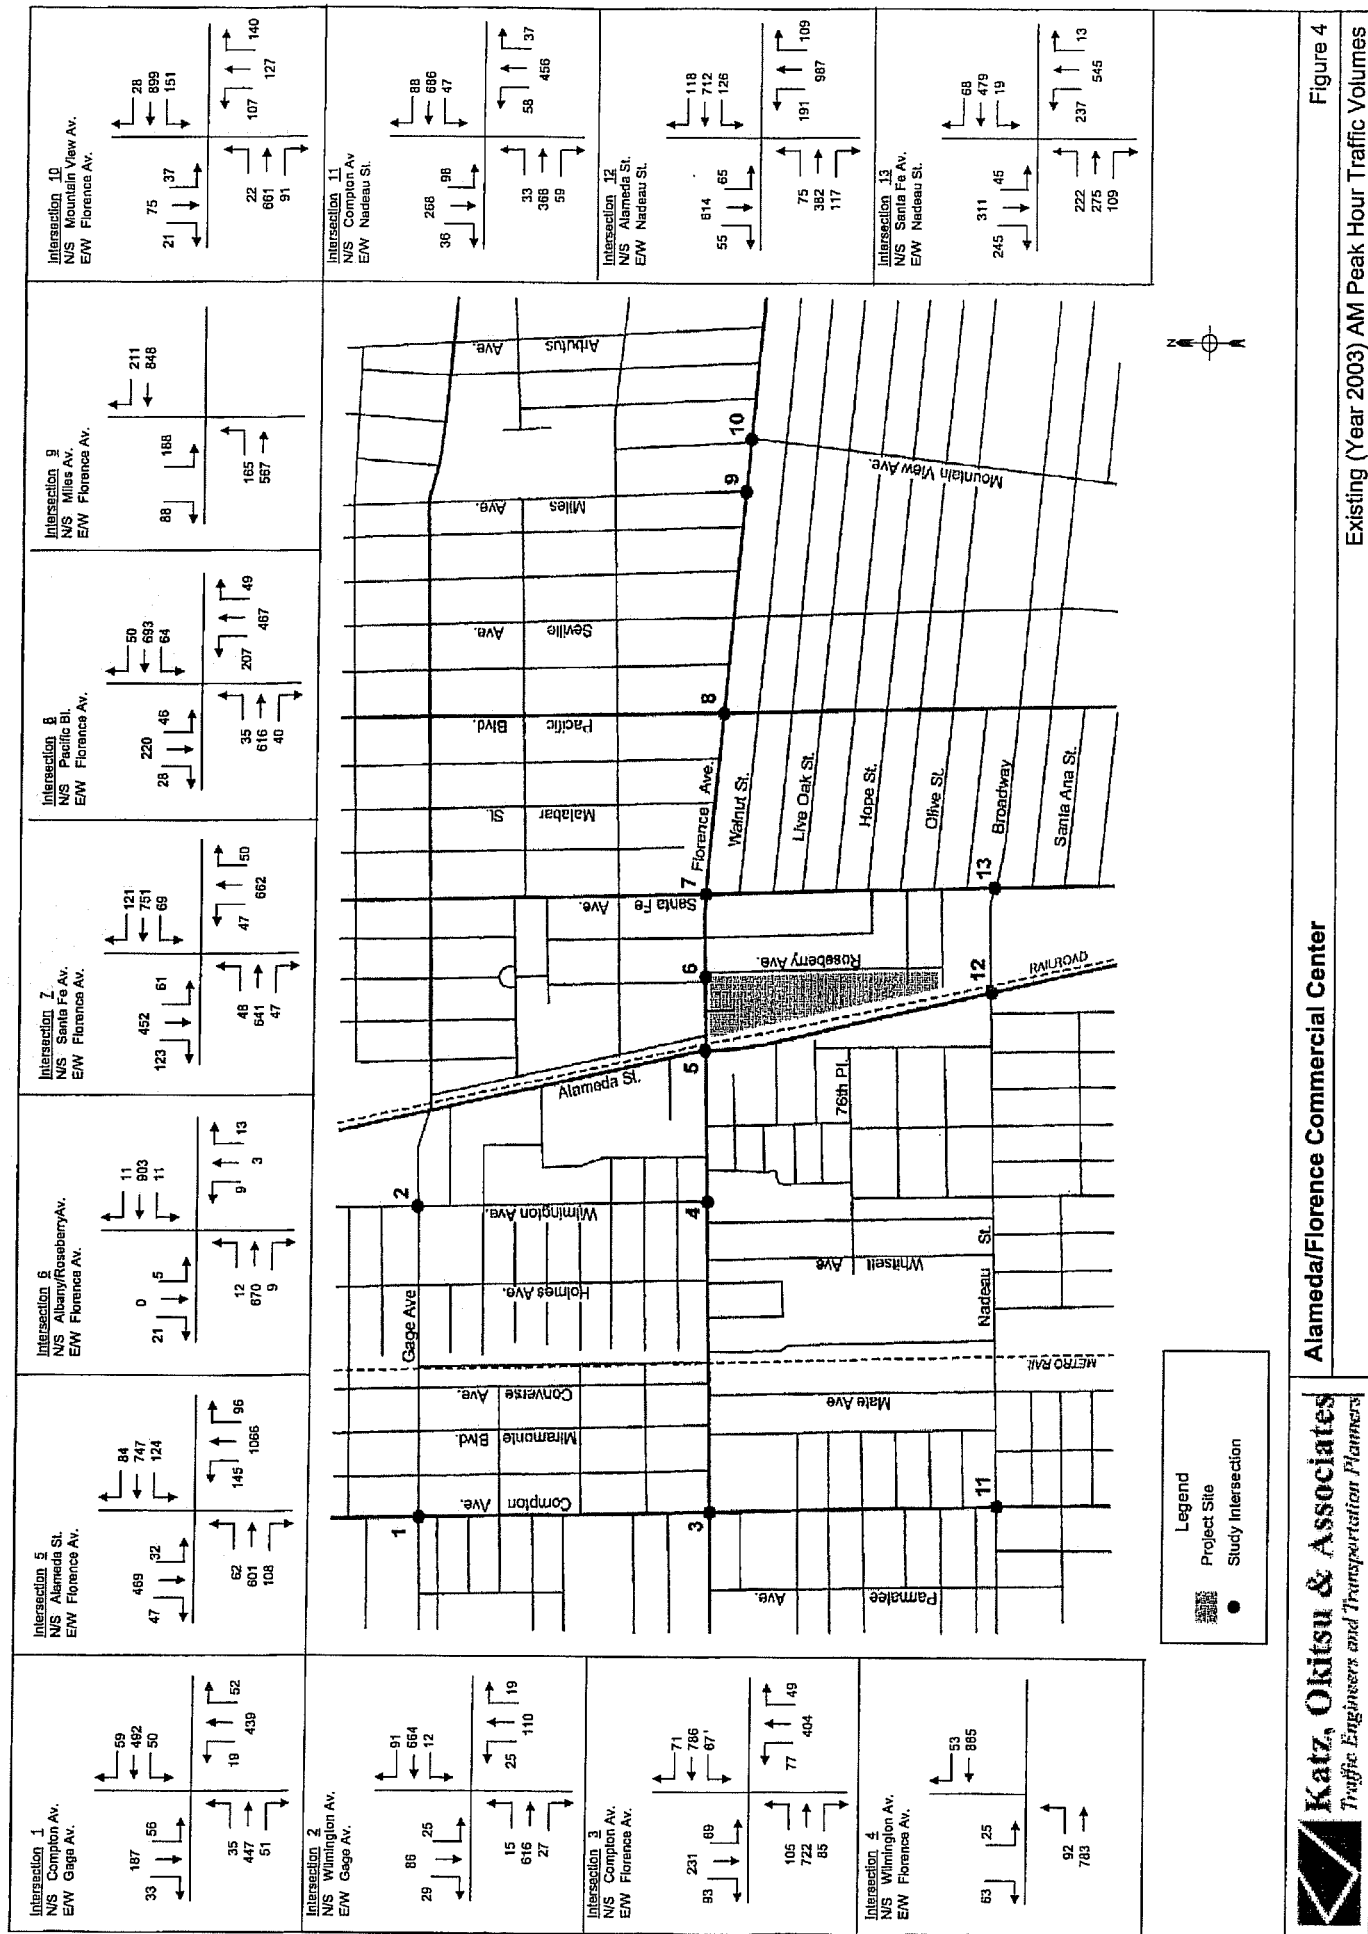 Intersection 1
N/S Compton Av.
E/W Gage Av.
33 187 56
59
492
50
35
447
51
19 439 52
Intersection 2
N/S Wilmington Av.
E/W Gage Av.
29 86 25
91
664
12
15
616
27
25 110 19
Intersection 3
N/S Compton Av.
E/W Florence Av.
93 231 69
71
786
67
105
722
85
77 404 49
Intersection 4
N/S Wilmington Av.
E/W Florence Av.
63 25
53
865
92
783
Intersection 5
N/S Alameda St.
E/W Florence Av.
47 469 32
84
747
124
62
601
108
145 1066 96
Intersection 6
N/S Albany/RoseberryAv.
E/W Florence Av.
21 0 5
11
903
11
12
670
9
9 3 13
Intersection 7
N/S Santa Fe Av.
E/W Florence Av.
123 452 61
121
751
69
48
641
47
47 662 50
Intersection 8
N/S Pacific Bl.
E/W Florence Av.
28 220 46
50
693
64
35
616
40
207 467 49
Intersection 9
N/S Miles Av.
E/W Florence Av.
88 188
211
848
165
567
Intersection 10
N/S Mountain View Av.
E/W Florence Av.
21 75 37
28
899
151
22
661
91
107 127 140
Intersection 11
N/S Compton Av
E/W Nadeau St.
36 268 98
88
686
47
33
368
59
58 456 37
Intersection 12
N/S Alameda St.
E/W Nadeau St.
55 614 65
118
712
126
75
382
117
191 987 109
Intersection 13
N/S Santa Fe Av.
E/W Nadeau St.
245 311 45
68
479
19
222
275
109
237 545 13
1
2
3
4
5
6
7
8
9
10
11
12
13
Gage Ave
Compton Ave.
Miramonte Blvd.
Converse Ave.
Holmes Ave.
Wilmington Ave.
Alameda St.
Santa Fe Ave.
Malabar St.
Pacific Blvd.
Seville Ave.
Miles Ave.
Arbutus Ave.
Florence Ave.
Walnut St.
Live Oak St.
Hope St.
Olive St.
Broadway
Santa Ana St.
Mountain View Ave.
Roseberry Ave.
RAILROAD
76th Pl.
Whitsett Ave
Nadeau St.
METRO RAIL
Mate Ave
Parmalee Ave.
N
Legend
Project Site
Study Intersection
Katz, Okitsu & Associates
Traffic Engineers and Transportation Planners
Alameda/Florence Commercial Center
Figure 4
Existing (Year 2003) AM Peak Hour Traffic Volumes